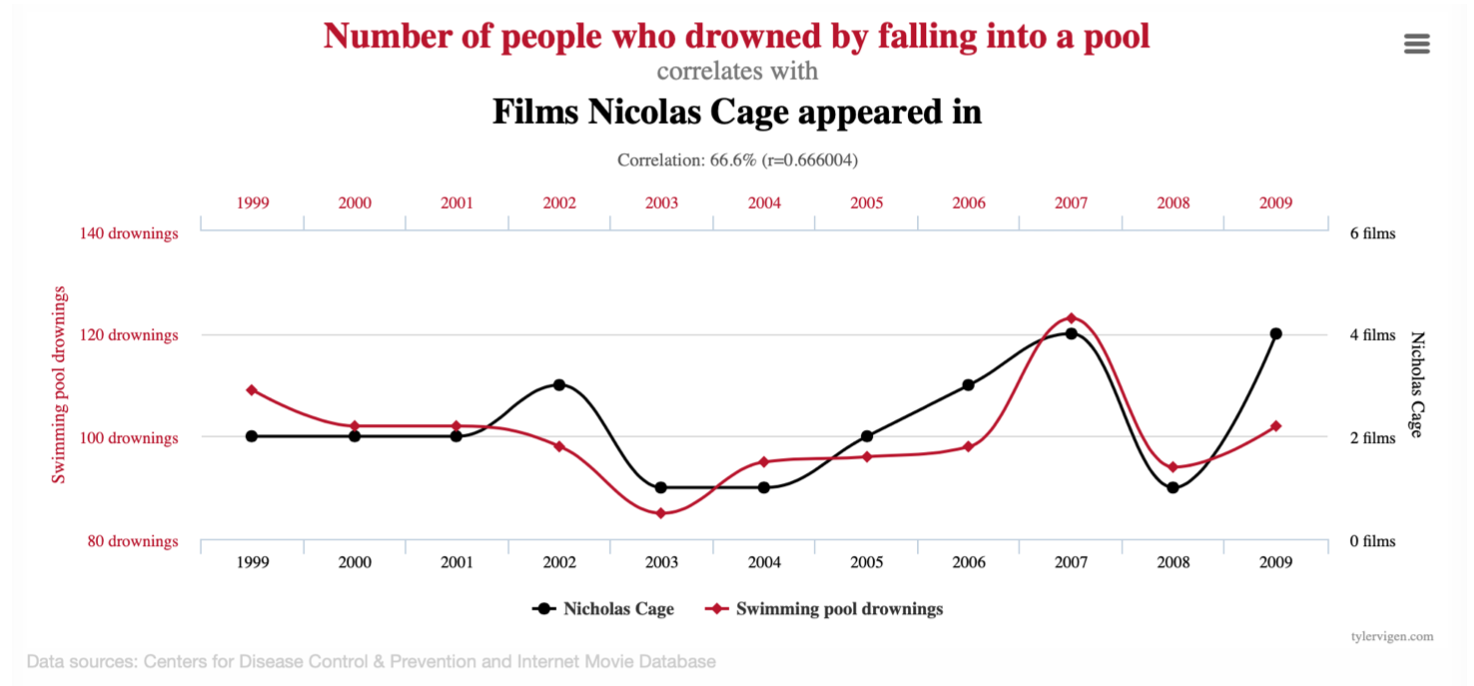 Number of people who drowned by falling into a pool
correlates with
Films Nicolas Cage appeared in
Correlation: 66.6% (r=0.666004)
1999 2000 2001 2002 2003 2004 2005 2006 2007 2008 2009
140 drownings 6 films
120 drownings 4 films
Swimming pool drownings
Nicholas Cage
100 drownings 2 films
80 drownings 0 films
1999 2000 2001 2002 2003 2004 2005 2006 2007 2008 2009
Nicholas Cage Swimming pool drownings
tylervigen.com
Data sources: Centers for Disease Control & Prevention and Internet Movie Database